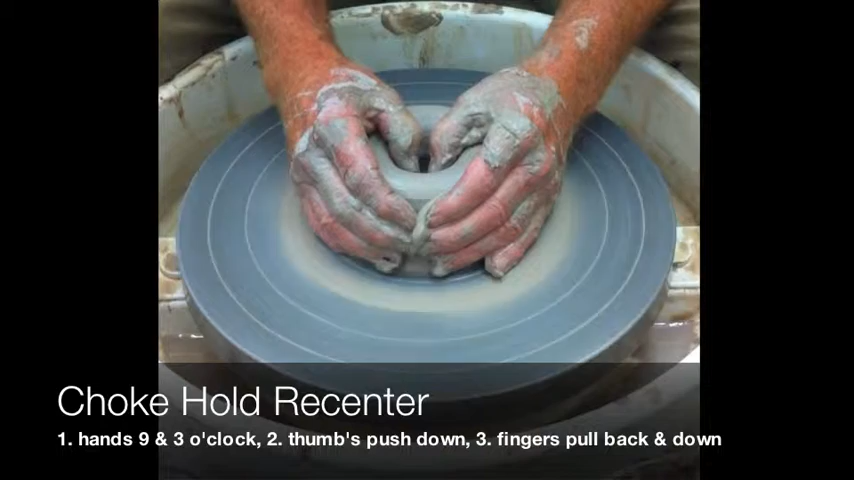 Choke Hold Recenter
1. hands 9 & 3 o'clock, 2. thumb's push down, 3. fingers pull back & down